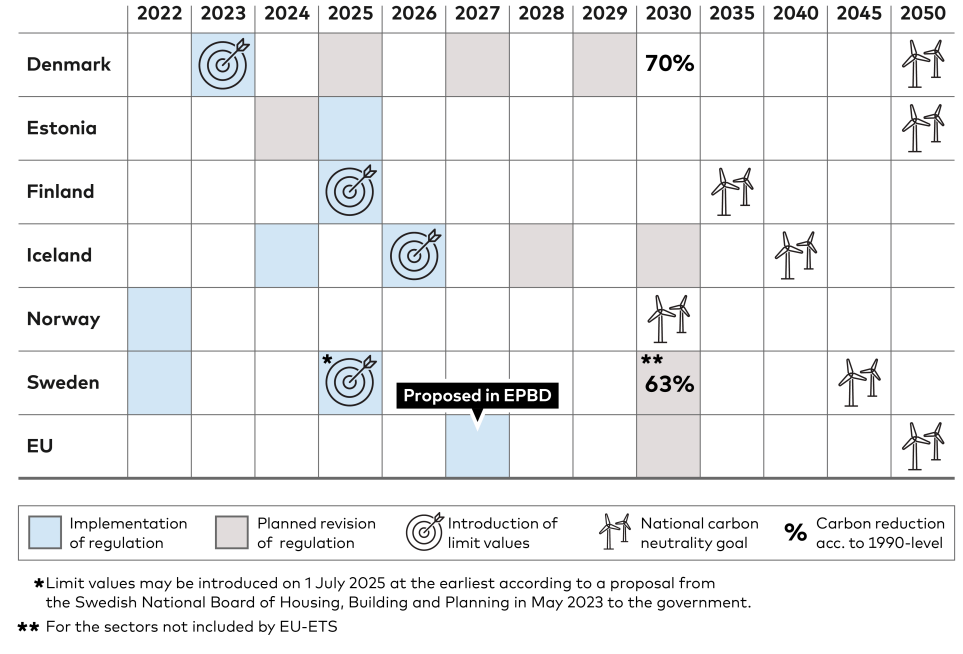 2022 2023 2024 2025 2026 2027 2028 2029 2030 2035 2040 2045 2050
Denmark 70%
Estonia
Finland
Iceland
Norway
Sweden * ** 63%
Proposed in EPBD
EU
Implementation of regulation
Planned revision of regulation
Introduction of limit values
National carbon neutrality goal
% Carbon reduction acc. to 1990-level
*Limit values may be introduced on 1 July 2025 at the earliest according to a proposal from
the Swedish National Board of Housing, Building and Planning in May 2023 to the government.
** For the sectors not included by EU-ETS